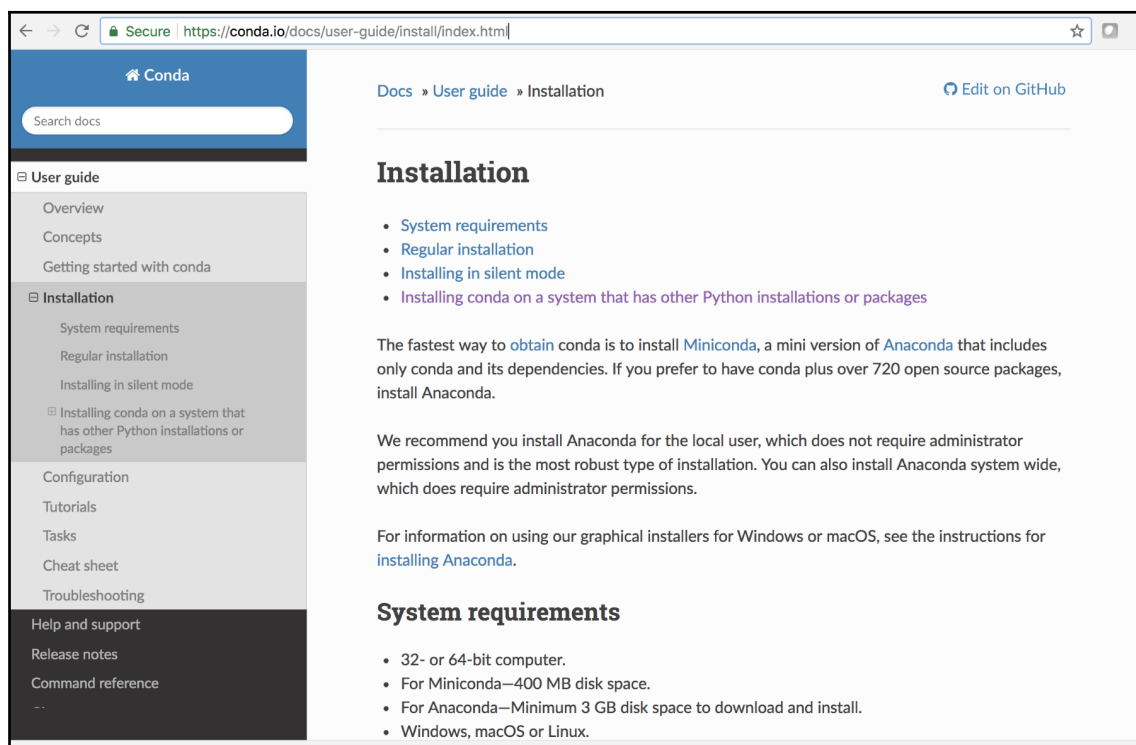 Secure https://conda.io/docs/user-guide/install/index.html
Conda
Search docs
User guide
Overview
Concepts
Getting started with conda
Installation
System requirements
Regular installation
Installing in silent mode
Installing conda on a system that
has other Python installations or
packages
Configuration
Tutorials
Tasks
Cheat sheet
Troubleshooting
Help and support
Release notes
Command reference
Docs » User guide » Installation
Edit on GitHub
Installation
• System requirements
• Regular installation
• Installing in silent mode
• Installing conda on a system that has other Python installations or packages
The fastest way to obtain conda is to install Miniconda, a mini version of Anaconda that includes
only conda and its dependencies. If you prefer to have conda plus over 720 open source packages,
install Anaconda.
We recommend you install Anaconda for the local user, which does not require administrator
permissions and is the most robust type of installation. You can also install Anaconda system wide,
which does require administrator permissions.
For information on using our graphical installers for Windows or macOS, see the instructions for
installing Anaconda.
System requirements
• 32- or 64-bit computer.
• For Miniconda—400 MB disk space.
• For Anaconda—Minimum 3 GB disk space to download and install.
• Windows, macOS or Linux.